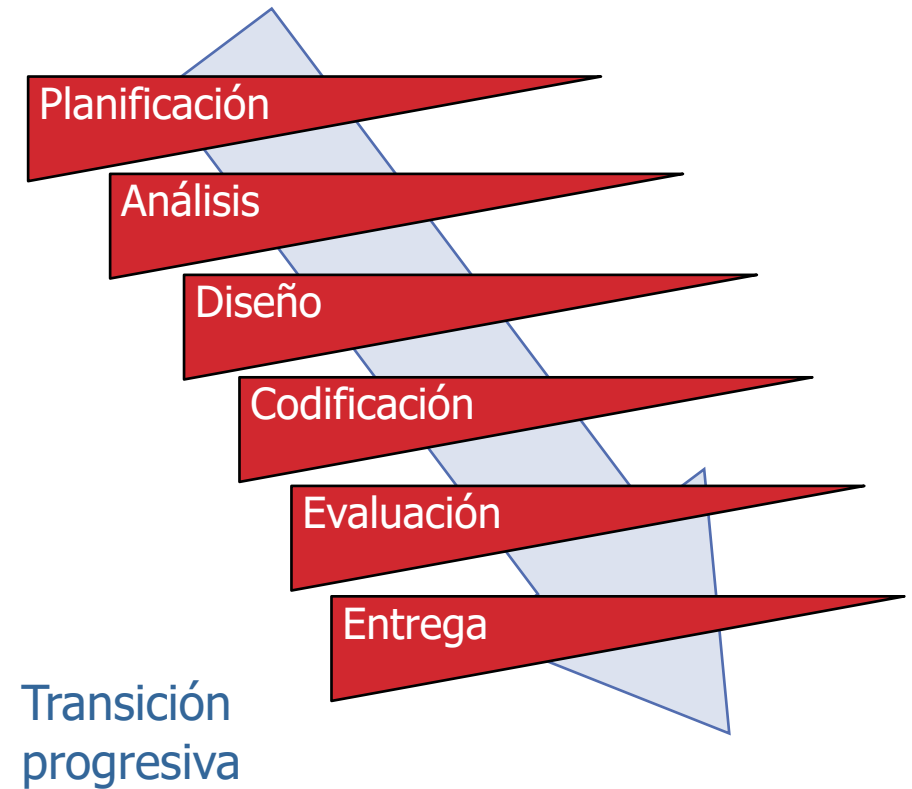 Planificación
Análisis
Diseño
Codificación
Evaluación
Entrega
Transición
progresiva